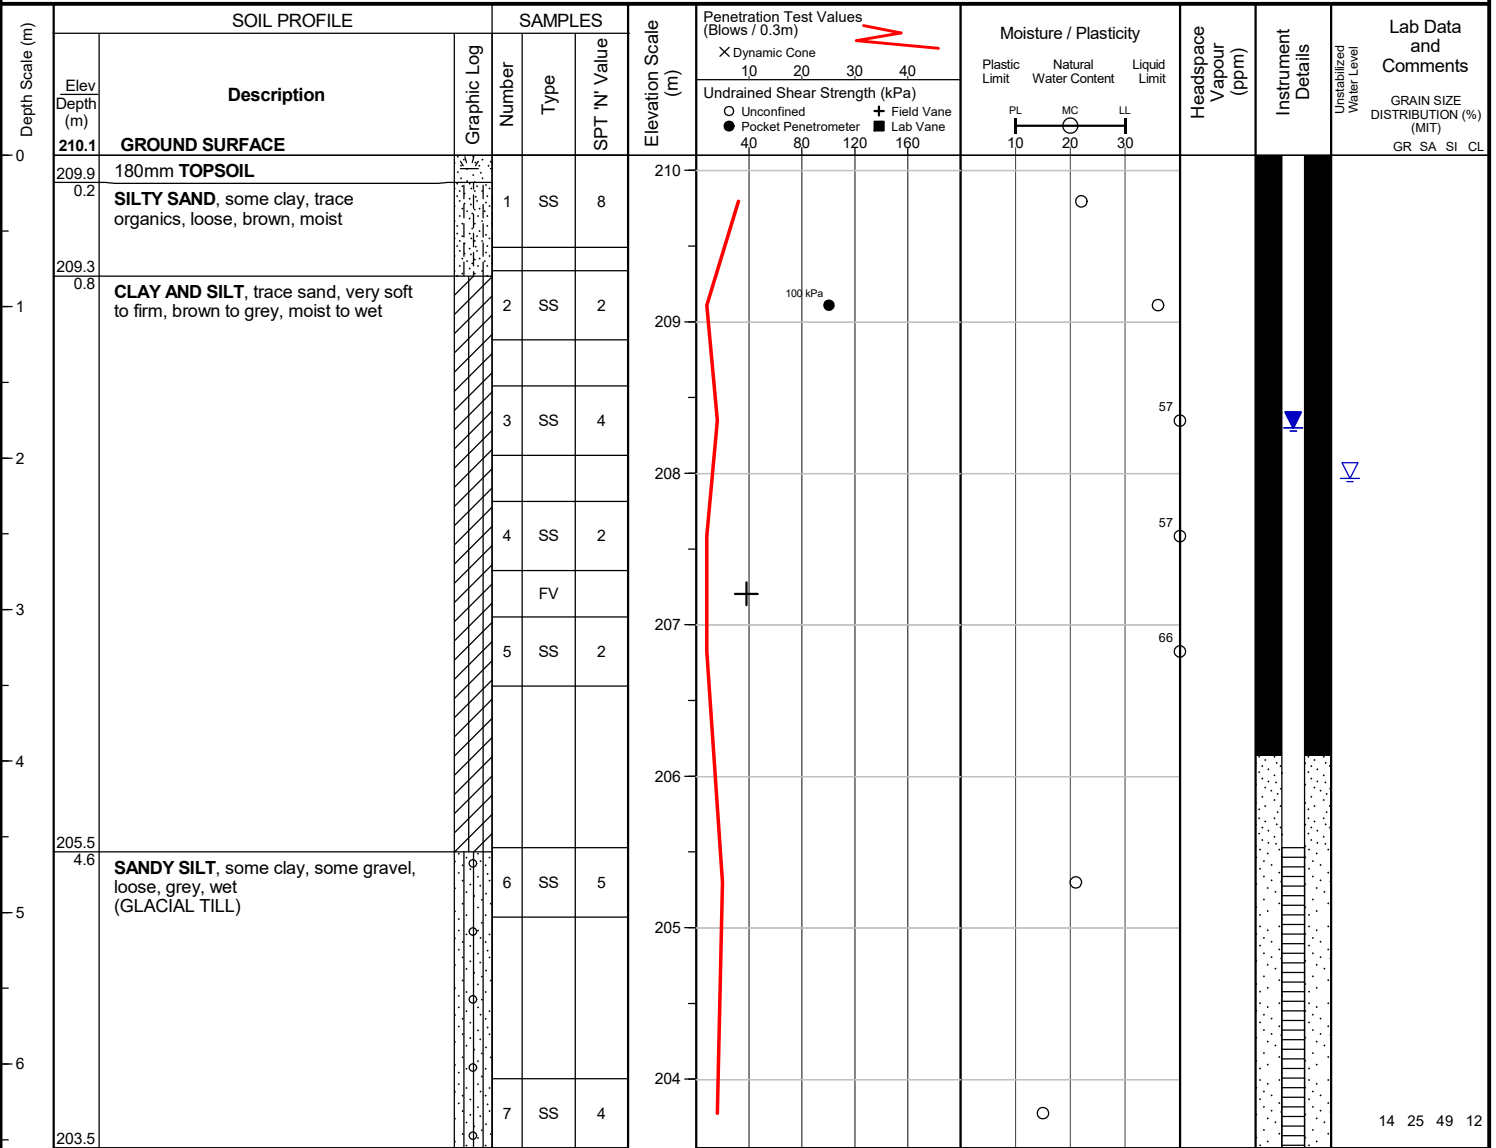 SOIL PROFILE
SAMPLES
Depth Scale (m)
Elev
Depth
(m)
Description
Graphic Log
Number
Type
SPT 'N' Value
Elevation Scale
(m)
Penetration Test Values
(Blows / 0.3m)
Dynamic Cone
10 20 30 40
Undrained Shear Strength (kPa)
Unconfined
Field Vane
Pocket Penetrometer
Lab Vane
40 80 120 160
Moisture / Plasticity
Plastic
Limit
Natural
Water Content
Liquid
Limit
PL MC LL
10 20 30
Headspace
Vapour
(ppm)
Instrument
Details
Unstabilized
Water Level
Lab Data
and
Comments
GRAIN SIZE
DISTRIBUTION (%)
(MIT)
GR SA SI CL
210.1 GROUND SURFACE
0
209.9 180mm TOPSOIL
0.2
SILTY SAND, some clay, trace
organics, loose, brown, moist
1 SS 8
210
209.3
0.8
CLAY AND SILT, trace sand, very soft
to firm, brown to grey, moist to wet
1
2 SS 2
100 kPa
209
3 SS 4
57
2
208
4 SS 2
57
FV
3
207
5 SS 2
66
4
206
205.5
4.6
SANDY SILT, some clay, some gravel,
loose, grey, wet
(GLACIAL TILL)
6 SS 5
5
205
6
204
7 SS 4
14 25 49 12
203.5